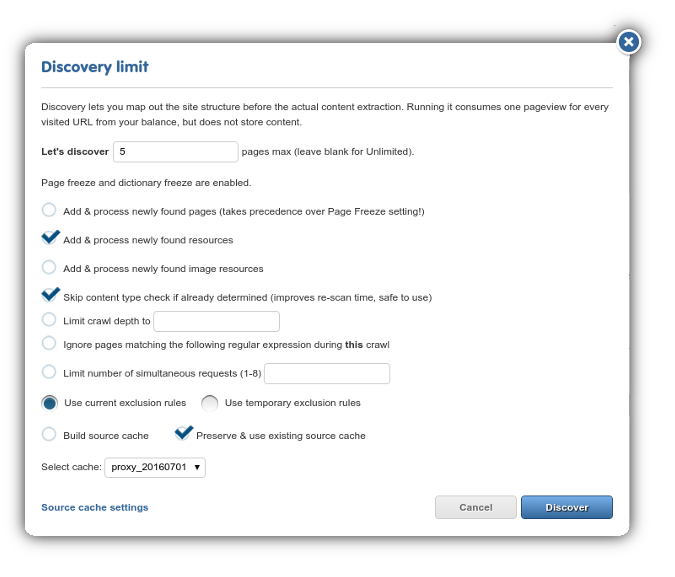 Discovery limit
Discovery lets you map out the site structure before the actual content extraction. Running it consumes one pageview for every
visited URL from your balance, but does not store content.
Let's discover 5 pages max (leave blank for Unlimited).
Page freeze and dictionary freeze are enabled.
Add & process newly found pages (takes precedence over Page Freeze setting!)
Add & process newly found resources
Add & process newly found image resources
Skip content type check if already determined (improves re-scan time, safe to use)
Limit crawl depth to
Ignore pages matching the following regular expression during this crawl
Limit number of simultaneous requests (1-8)
Use current exclusion rules Use temporary exclusion rules
Build source cache Preserve & use existing source cache
Select cache: proxy_20160701
Source cache settings Cancel Discover